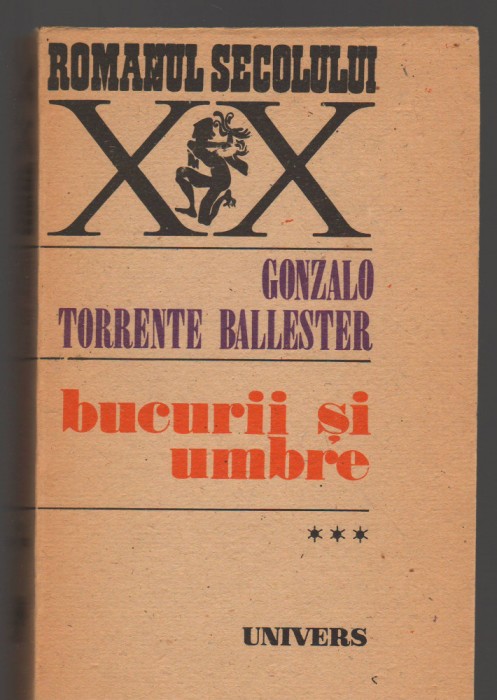 ROMANUL SECOLULUI
XX
GONZALO
TORRENTE BALLESTER
bucurii și
umbre
***
UNIVERS